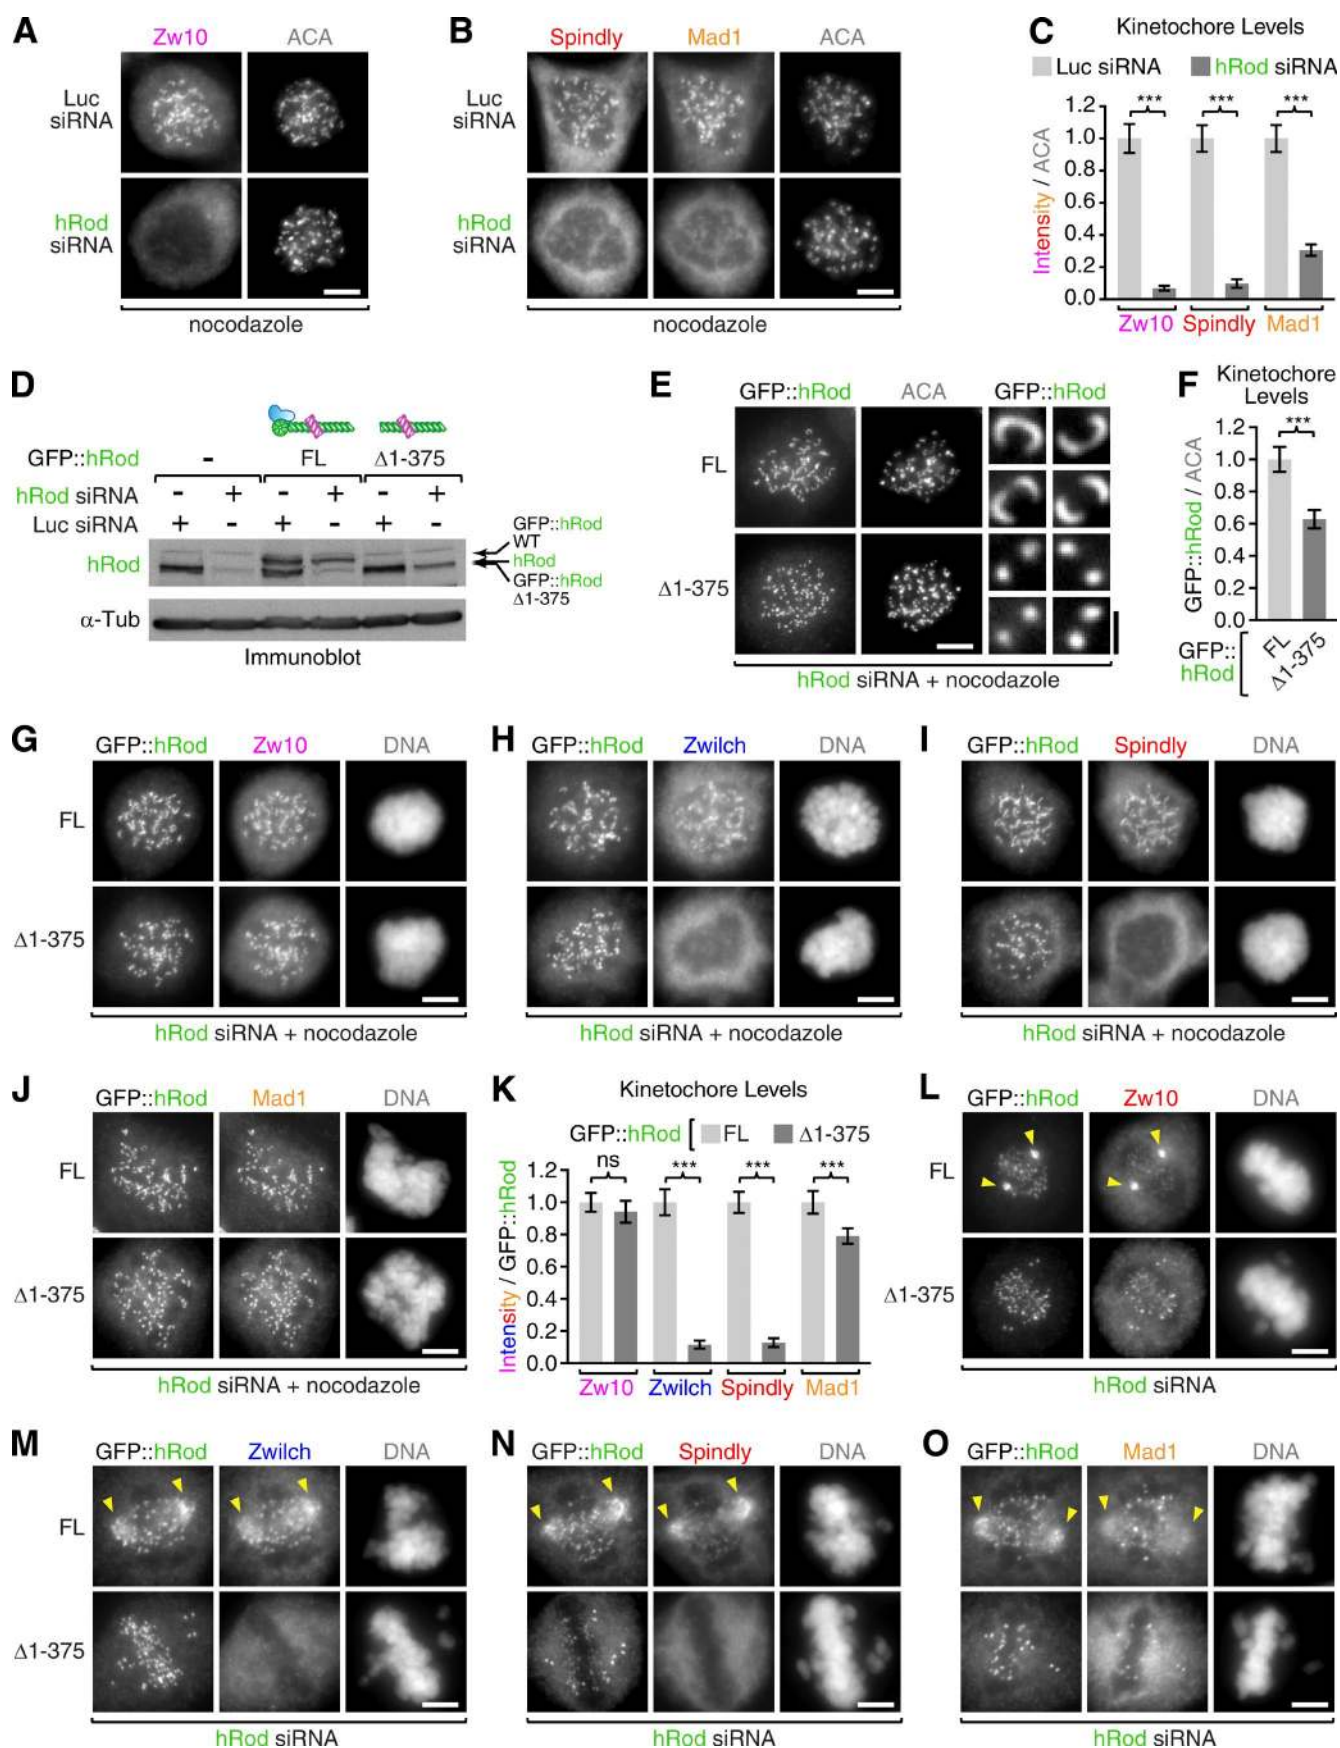 A
Zw10 ACA
Luc
siRNA
hRod
siRNA
nocodazole
B
Spindly Mad1 ACA
Luc
siRNA
hRod
siRNA
nocodazole
C
Kinetochore Levels
Luc siRNA hRod siRNA
Intensity / ACA
1.2
1.0
0.8
0.6
0.4
0.2
0.0
*** *** ***
Zw10 Spindly Mad1
D
GFP::hRod - FL Δ1-375
hRod siRNA - + - + - +
Luc siRNA + - + - + -
hRod
GFP::hRod
WT
hRod
GFP::hRod
Δ1-375
α-Tub
Immunoblot
E
GFP::hRod ACA GFP::hRod
FL
Δ1-375
hRod siRNA + nocodazole
F
Kinetochore
Levels
GFP::hRod / ACA
1.2
1.0
0.8
0.6
0.4
0.2
0.0
***
GFP::
hRod
FL
Δ1-375
G
GFP::hRod Zw10 DNA
FL
Δ1-375
hRod siRNA + nocodazole
H
GFP::hRod Zwilch DNA
hRod siRNA + nocodazole
I
GFP::hRod Spindly DNA
hRod siRNA + nocodazole
J
GFP::hRod Mad1 DNA
FL
Δ1-375
hRod siRNA + nocodazole
K
Kinetochore Levels
GFP::hRod [ FL Δ1-375
Intensity / GFP::hRod
1.2
1.0
0.8
0.6
0.4
0.2
0.0
ns *** *** ***
Zw10 Zwilch Spindly Mad1
L
GFP::hRod Zw10 DNA
FL
Δ1-375
hRod siRNA
M
GFP::hRod Zwilch DNA
FL
Δ1-375
hRod siRNA
N
GFP::hRod Spindly DNA
hRod siRNA
O
GFP::hRod Mad1 DNA
hRod siRNA